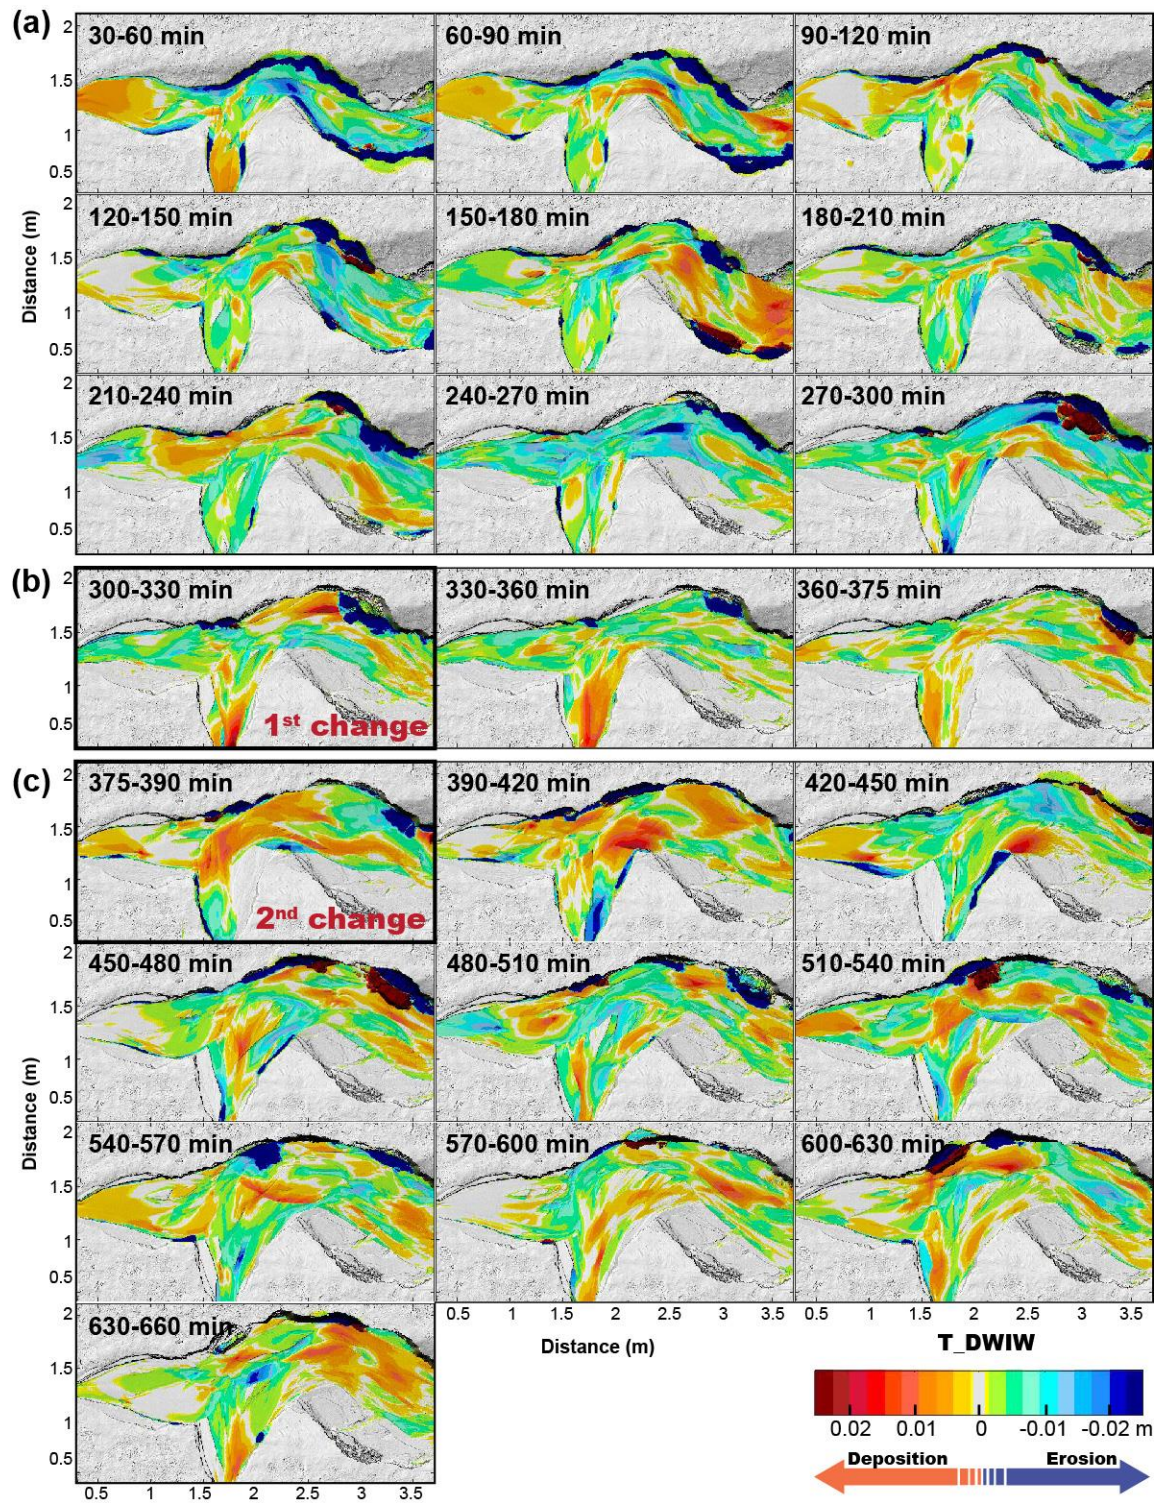 (a)
30-60 min
60-90 min
90-120 min
2
1.5
1
0.5
120-150 min
150-180 min
180-210 min
2
1.5
1
0.5
Distance (m)
210-240 min
240-270 min
270-300 min
2
1.5
1
0.5
(b)
300-330 min
330-360 min
360-375 min
2
1.5
1
0.5
1st change
(c)
375-390 min
390-420 min
420-450 min
2
1.5
1
0.5
2nd change
450-480 min
480-510 min
510-540 min
2
1.5
1
0.5
Distance (m)
540-570 min
570-600 min
600-630 min
2
1.5
1
0.5
0.5 1 1.5 2 2.5 3 3.5
0.5 1 1.5 2 2.5 3 3.5
630-660 min
2
1.5
1
0.5
0.5 1 1.5 2 2.5 3 3.5
Distance (m)
T_DWIW
0.02 0.01 0 -0.01 -0.02 m
Deposition Erosion